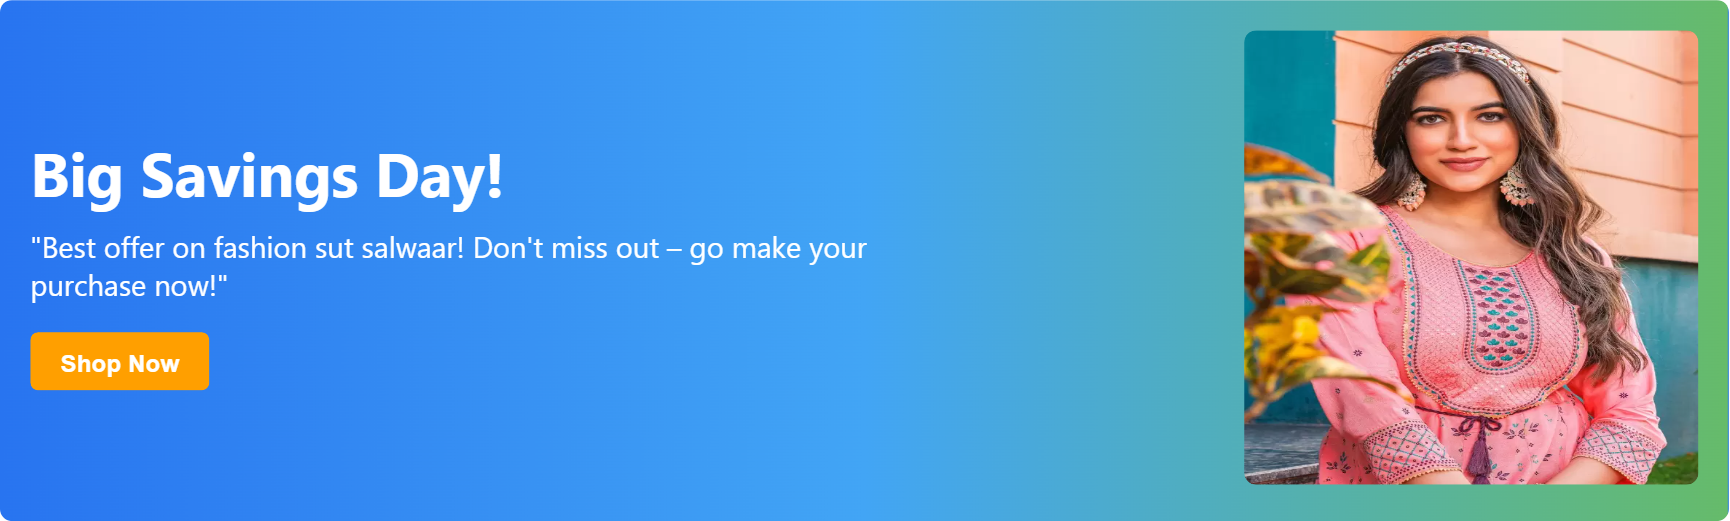 Big Savings Day!
"Best offer on fashion sut salwaar! Don't miss out – go make your
purchase now!"
Shop Now